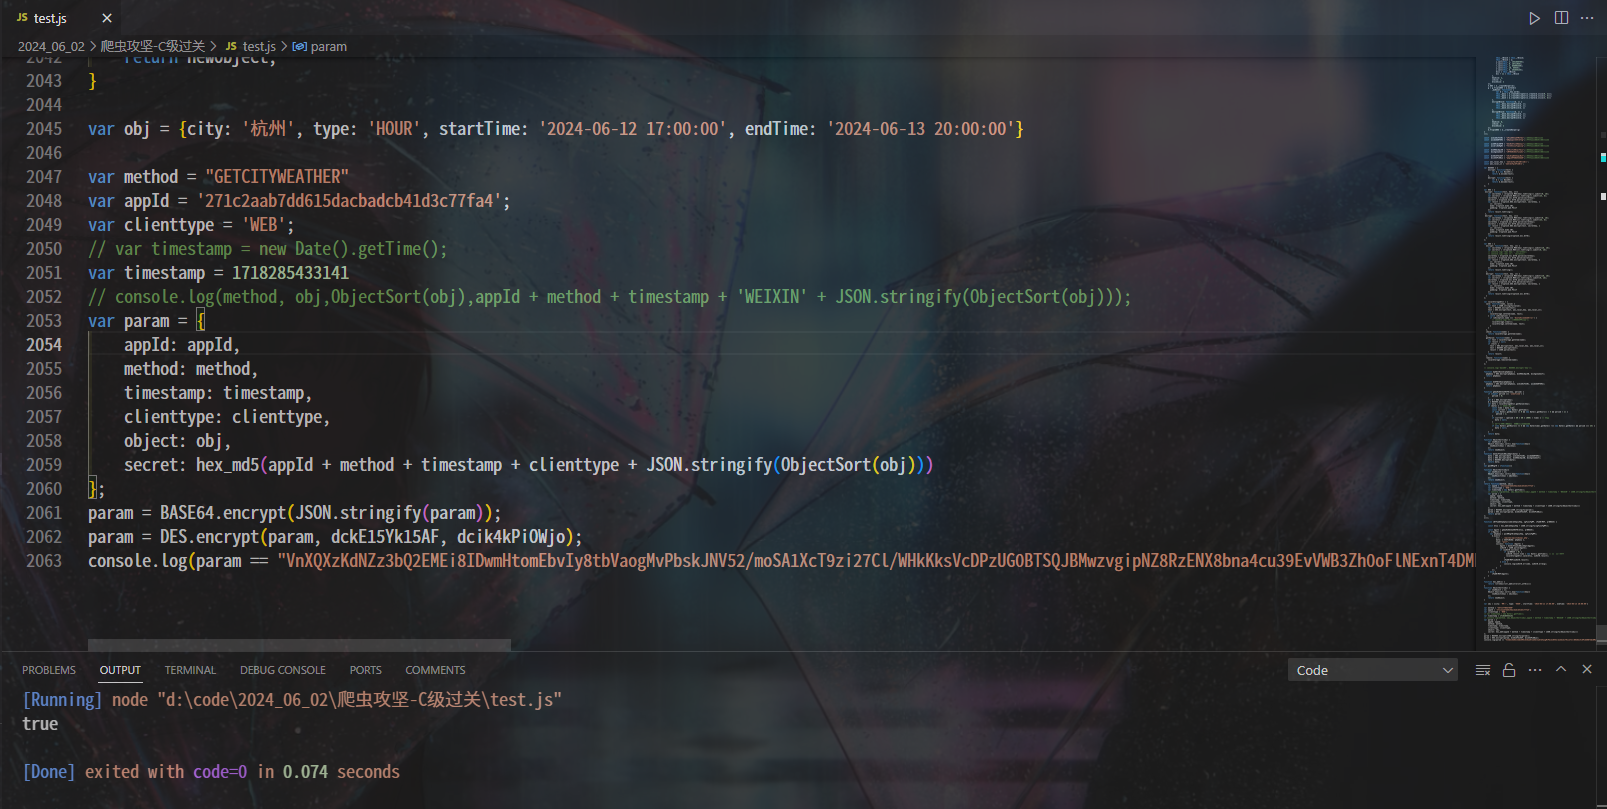 JS test.js ×
2024_06_02 > 爬虫攻坚-C级过关 > JS test.js > param
2042 return newObject;
2043 }
2044
2045 var obj = {city: '杭州', type: 'HOUR', startTime: '2024-06-12 17:00:00', endTime: '2024-06-13 20:00:00'}
2046
2047 var method = "GETCITYWEATHER"
2048 var appId = '271c2aab7dd615dacbadcb41d3c77fa4';
2049 var clienttype = 'WEB';
2050 // var timestamp = new Date().getTime();
2051 var timestamp = 1718285433141
2052 // console.log(method, obj,ObjectSort(obj),appId + method + timestamp + 'WEIXIN' + JSON.stringify(ObjectSort(obj)));
2053 var param = {
2054 appId: appId,
2055 method: method,
2056 timestamp: timestamp,
2057 clienttype: clienttype,
2058 object: obj,
2059 secret: hex_md5(appId + method + timestamp + clienttype + JSON.stringify(ObjectSort(obj)))
2060 };
2061 param = BASE64.encrypt(JSON.stringify(param));
2062 param = DES.encrypt(param, dckE15Yk15AF, dcik4kPiOWjo);
2063 console.log(param == "VnXQXzKdNZz3bQ2EMEi8IDwmHtomEbvIy8tbVaogMvPbskJNV52/moSA1XcT9zi27Cl/WHkKksVcDPzUGOBTSQJBMwzvgipNZ8RzENX8bna4cu39EvVWB3ZhOoFlNExnT4DM
PROBLEMS OUTPUT TERMINAL DEBUG CONSOLE PORTS COMMENTS Code
[Running] node "d:\code\2024_06_02\爬虫攻坚-C级过关\test.js"
true
[Done] exited with code=0 in 0.074 seconds